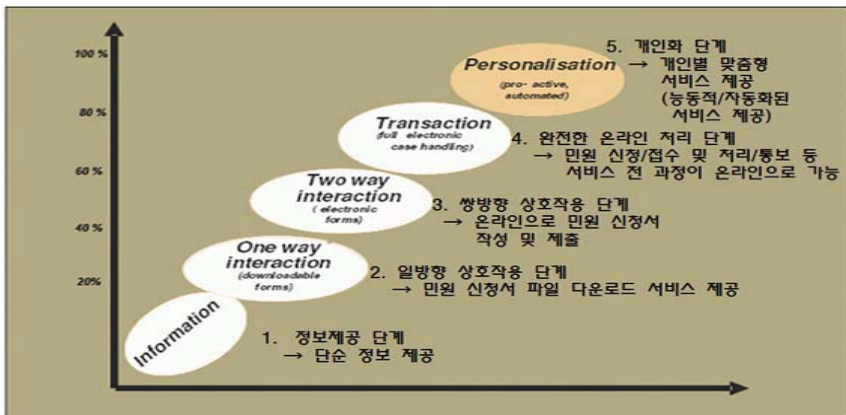 100 %
80 %
60 %
40 %
20%
Personalisation
(pro- active,
automated)
5. 개인화 단계
→ 개인별 맞춤형
서비스 제공
(능동적/자동화된
서비스 제공)
Transaction
(full electronic
case handling)
4. 완전한 온라인 처리 단계
→ 민원 신청/접수 및 처리/통보 등
서비스 전 과정이 온라인으로 가능
Two way
interaction
( electronic
forms)
3. 쌍방향 상호작용 단계
→ 온라인으로 민원 신청서
작성 및 제출
One way
interaction
(downloadable
forms)
2. 일방향 상호작용 단계
→ 민원 신청서 파일 다운로드 서비스 제공
Information
1. 정보제공 단계
→ 단순 정보 제공